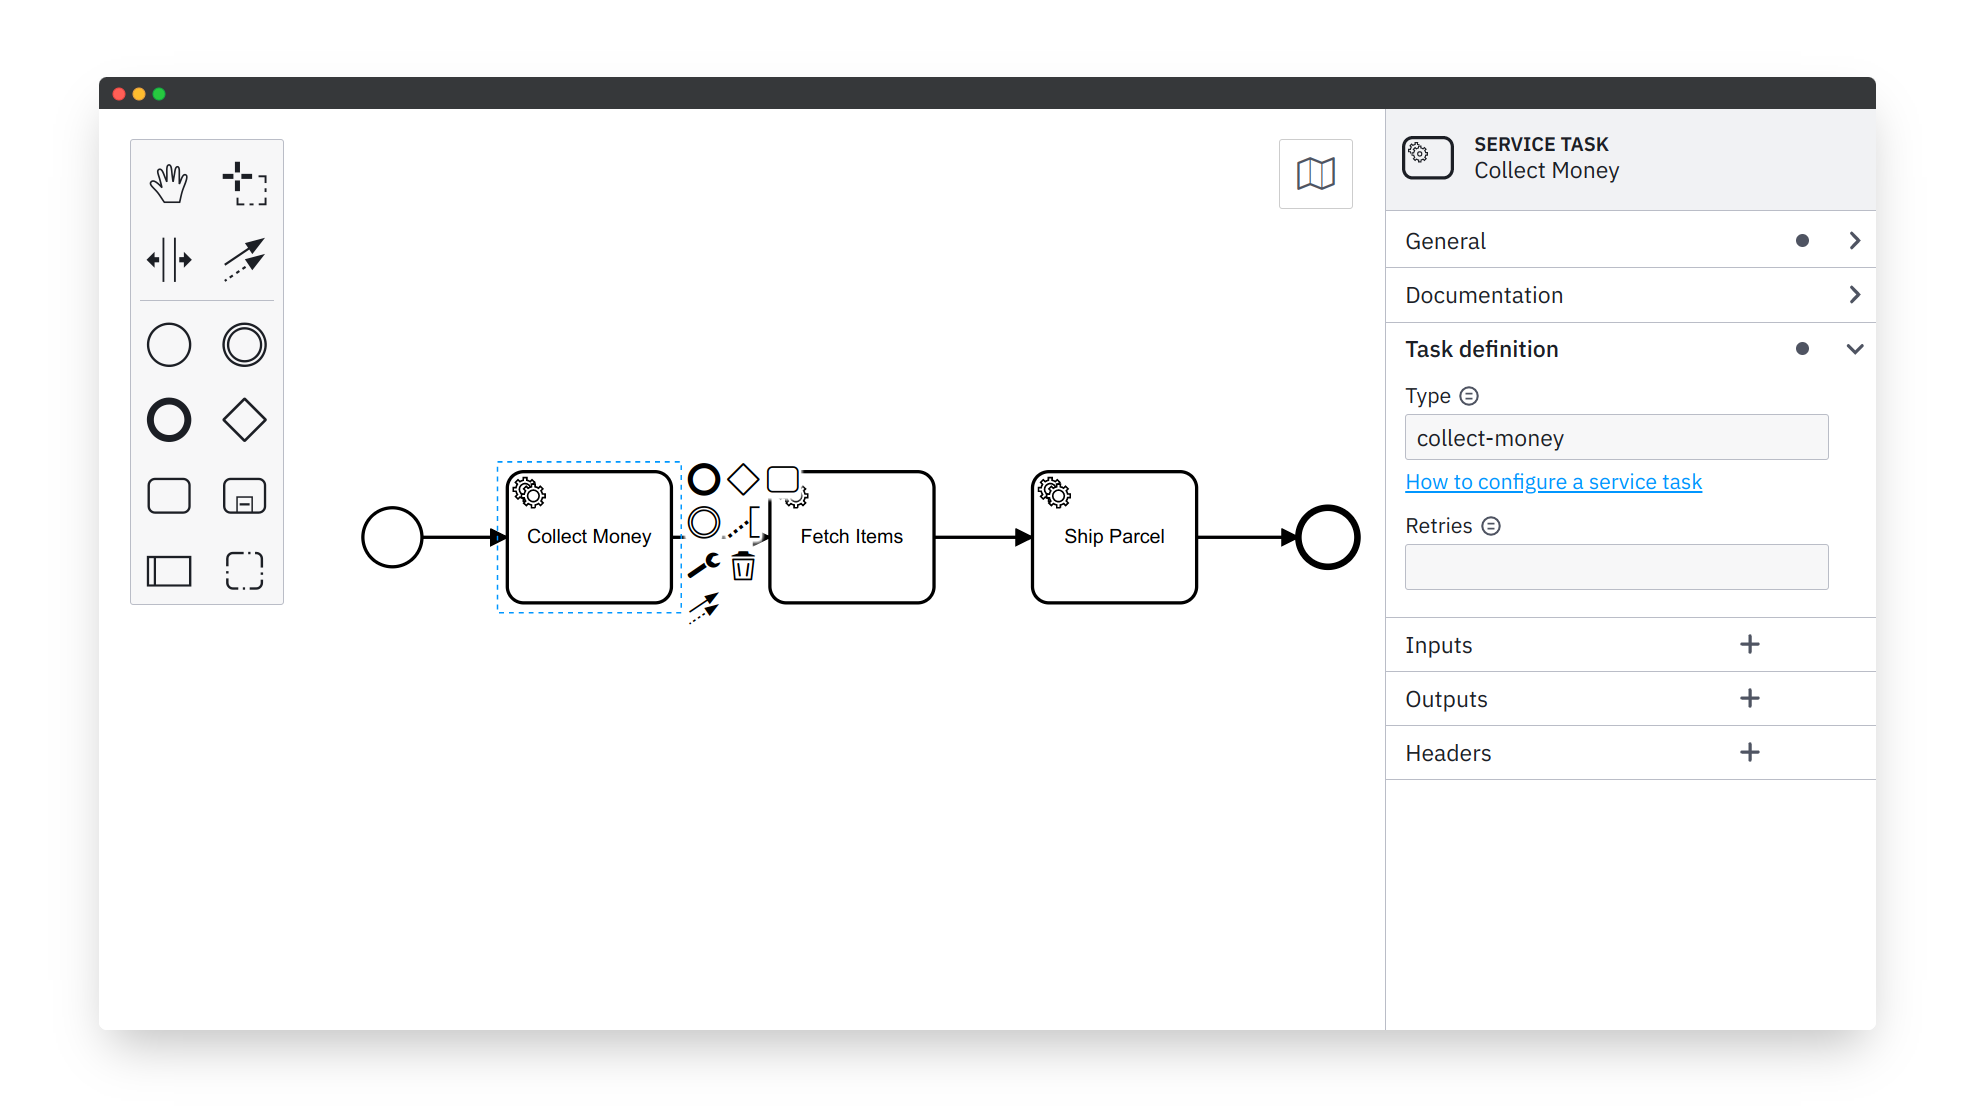 SERVICE TASK
Collect Money
General
Documentation
Task definition
Type
collect-money
How to configure a service task
Retries
Inputs
Outputs
Headers
Collect Money
Fetch Items
Ship Parcel